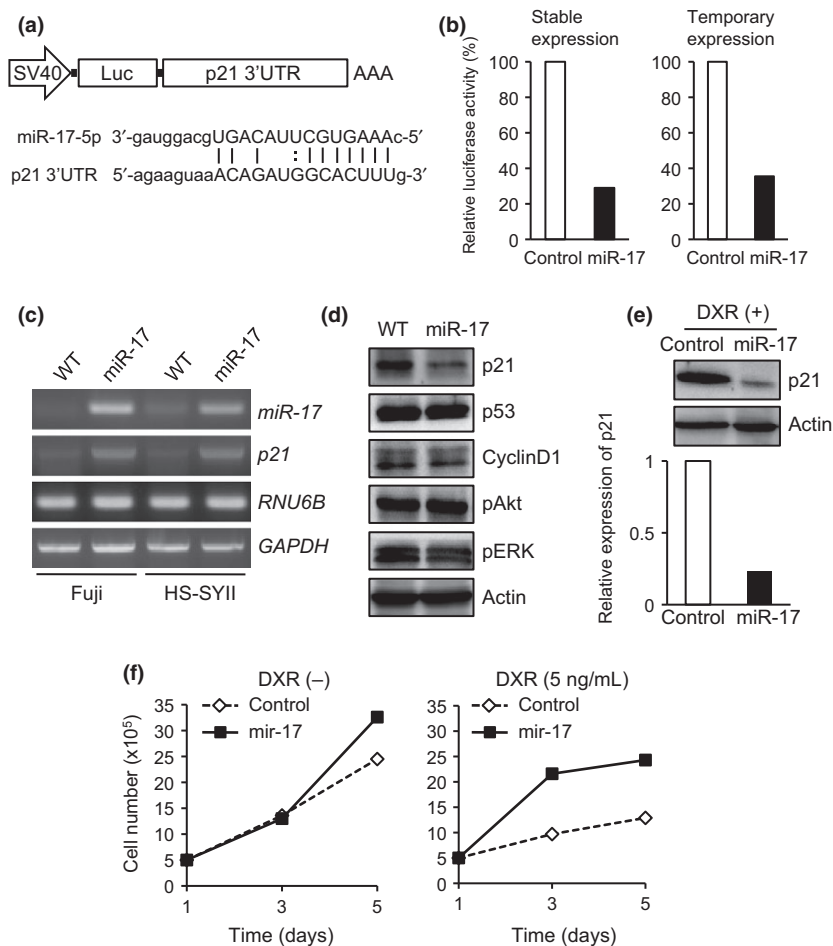 (a)
SV40 Luc p21 3'UTR AAA
miR-17-5p 3′-gauggacgUGACAUUCGUGAAAc-5′
p21 3'UTR 5′-agaaguaaACAGAUGGCACUUUg-3′
(b)
Stable expression
Temporary expression
Relative luciferase activity (%)
100
80
60
40
20
0
Control miR-17
100
80
60
40
20
0
Control miR-17
(c)
WT miR-17 WT miR-17
miR-17
p21
RNU6B
GAPDH
Fuji HS-SYII
(d)
WT miR-17
p21
p53
CyclinD1
pAkt
pERK
Actin
(e)
DXR (+)
Control miR-17
p21
Actin
Relative expression of p21
1
0.5
0
Control miR-17
(f)
DXR (–)
Control
mir-17
Cell number (x10⁵)
35
30
25
20
15
10
5
0
1 3 5
Time (days)
DXR (5 ng/mL)
Control
mir-17
35
30
25
20
15
10
5
0
1 3 5
Time (days)